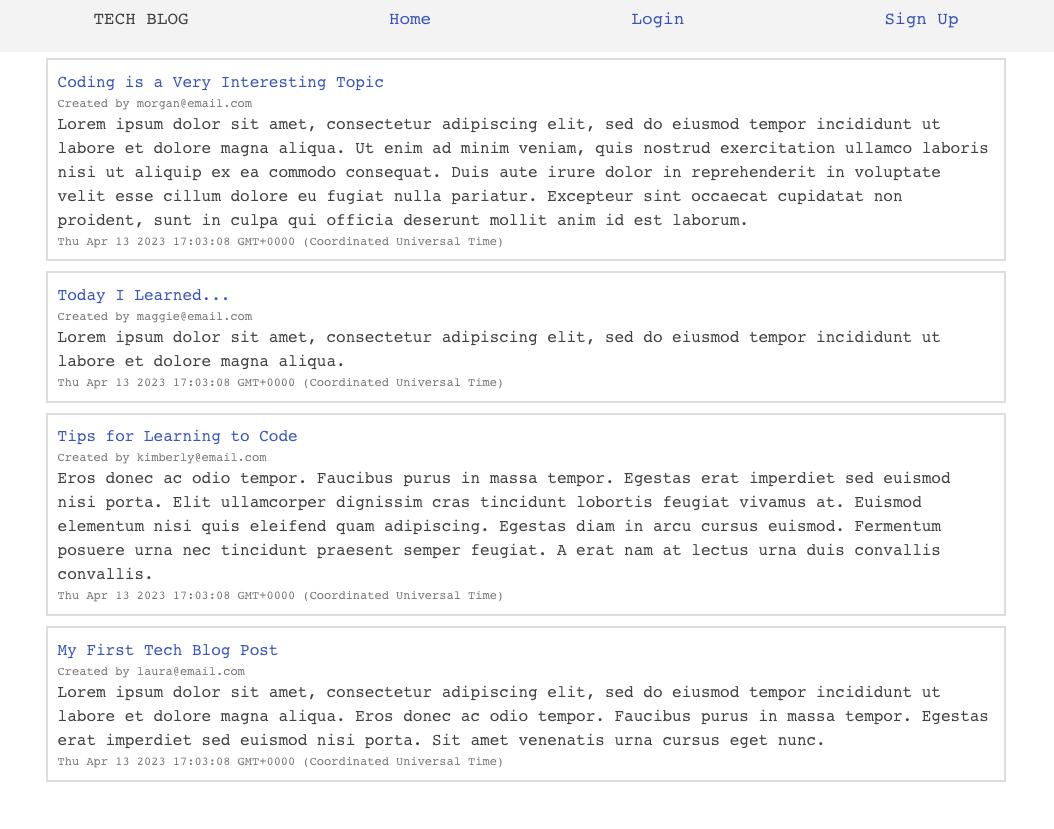 TECH BLOG Home Login Sign Up
Coding is a Very Interesting Topic
Created by morgan@email.com
Lorem ipsum dolor sit amet, consectetur adipiscing elit, sed do eiusmod tempor incididunt ut
labore et dolore magna aliqua. Ut enim ad minim veniam, quis nostrud exercitation ullamco laboris
nisi ut aliquip ex ea commodo consequat. Duis aute irure dolor in reprehenderit in voluptate
velit esse cillum dolore eu fugiat nulla pariatur. Excepteur sint occaecat cupidatat non
proident, sunt in culpa qui officia deserunt mollit anim id est laborum.
Thu Apr 13 2023 17:03:08 GMT+0000 (Coordinated Universal Time)
Today I Learned...
Created by maggie@email.com
Lorem ipsum dolor sit amet, consectetur adipiscing elit, sed do eiusmod tempor incididunt ut
labore et dolore magna aliqua.
Thu Apr 13 2023 17:03:08 GMT+0000 (Coordinated Universal Time)
Tips for Learning to Code
Created by kimberly@email.com
Eros donec ac odio tempor. Faucibus purus in massa tempor. Egestas erat imperdiet sed euismod
nisi porta. Elit ullamcorper dignissim cras tincidunt lobortis feugiat vivamus at. Euismod
elementum nisi quis eleifend quam adipiscing. Egestas diam in arcu cursus euismod. Fermentum
posuere urna nec tincidunt praesent semper feugiat. A erat nam at lectus urna duis convallis
convallis.
Thu Apr 13 2023 17:03:08 GMT+0000 (Coordinated Universal Time)
My First Tech Blog Post
Created by laura@email.com
Lorem ipsum dolor sit amet, consectetur adipiscing elit, sed do eiusmod tempor incididunt ut
labore et dolore magna aliqua. Eros donec ac odio tempor. Faucibus purus in massa tempor. Egestas
erat imperdiet sed euismod nisi porta. Sit amet venenatis urna cursus eget nunc.
Thu Apr 13 2023 17:03:08 GMT+0000 (Coordinated Universal Time)